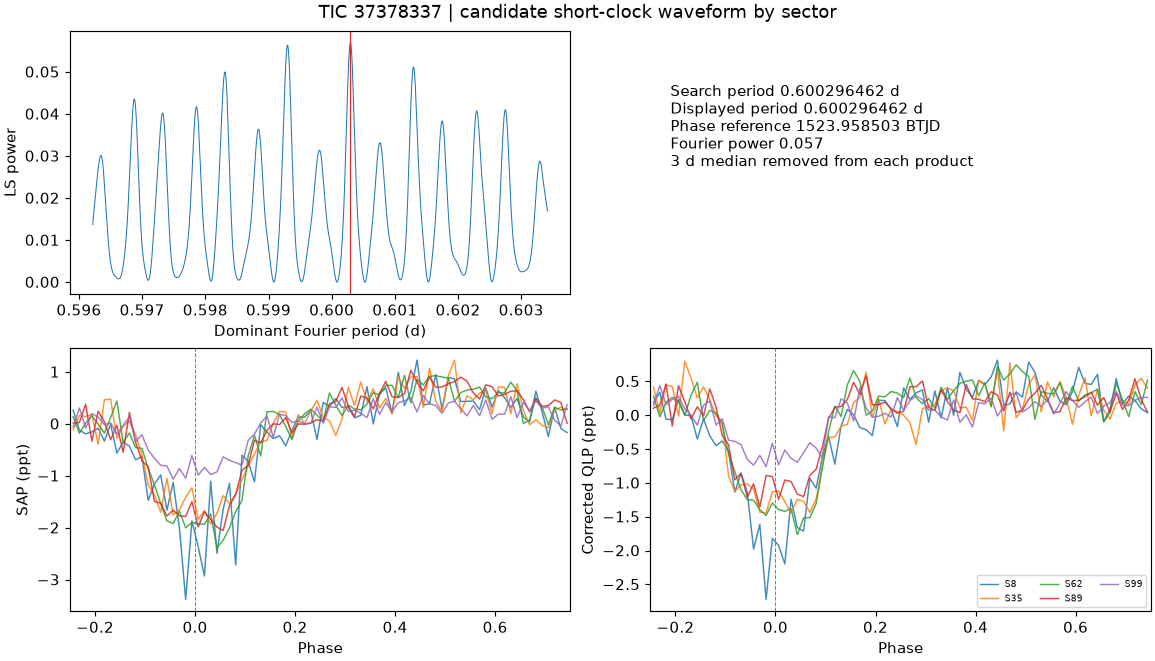 TIC 37378337 | candidate short-clock waveform by sector
LS power
0.05
0.04
0.03
0.02
0.01
0.00
0.596 0.597 0.598 0.599 0.600 0.601 0.602 0.603
Dominant Fourier period (d)
Search period 0.600296462 d
Displayed period 0.600296462 d
Phase reference 1523.958503 BTJD
Fourier power 0.057
3 d median removed from each product
SAP (ppt)
1
0
−1
−2
−3
−0.2 0.0 0.2 0.4 0.6
Phase
Corrected QLP (ppt)
0.5
0.0
−0.5
−1.0
−1.5
−2.0
−2.5
−0.2 0.0 0.2 0.4 0.6
Phase
S8 S62 S99
S35 S89